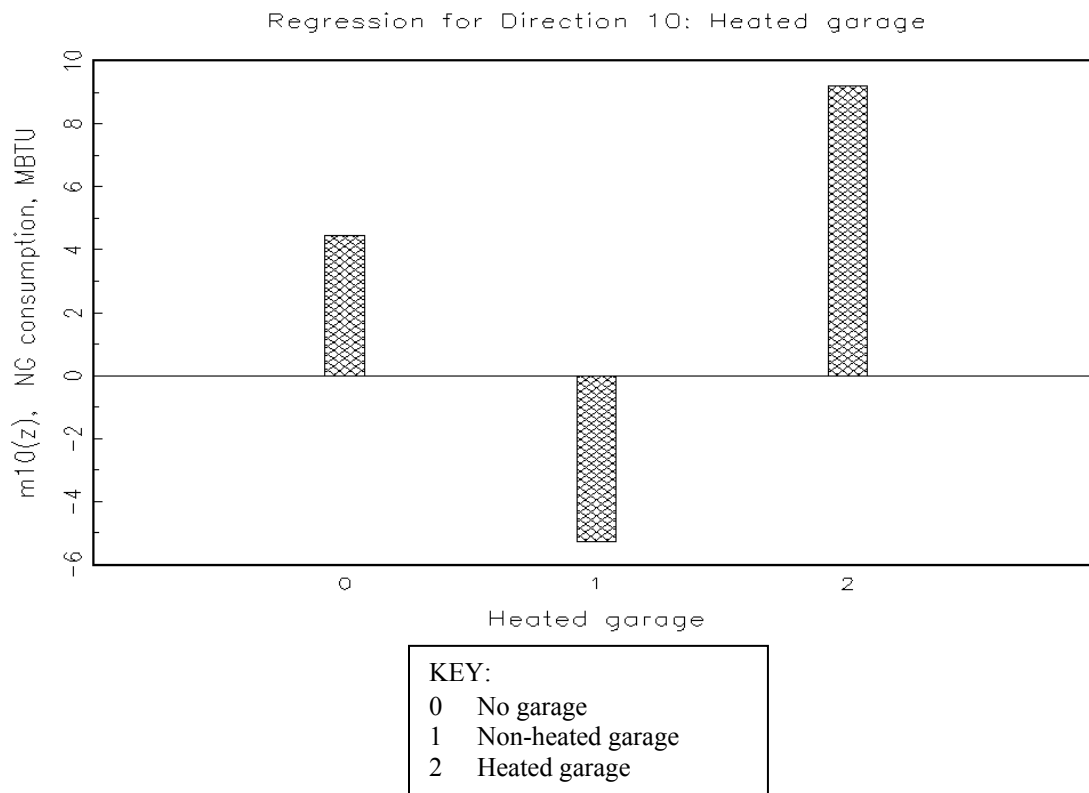 Regression for Direction 10: Heated garage
m10(z), NG consumption, MBTU
10
8
6
4
2
0
-2
-4
-6
0 1 2
Heated garage
KEY:
0 No garage
1 Non-heated garage
2 Heated garage